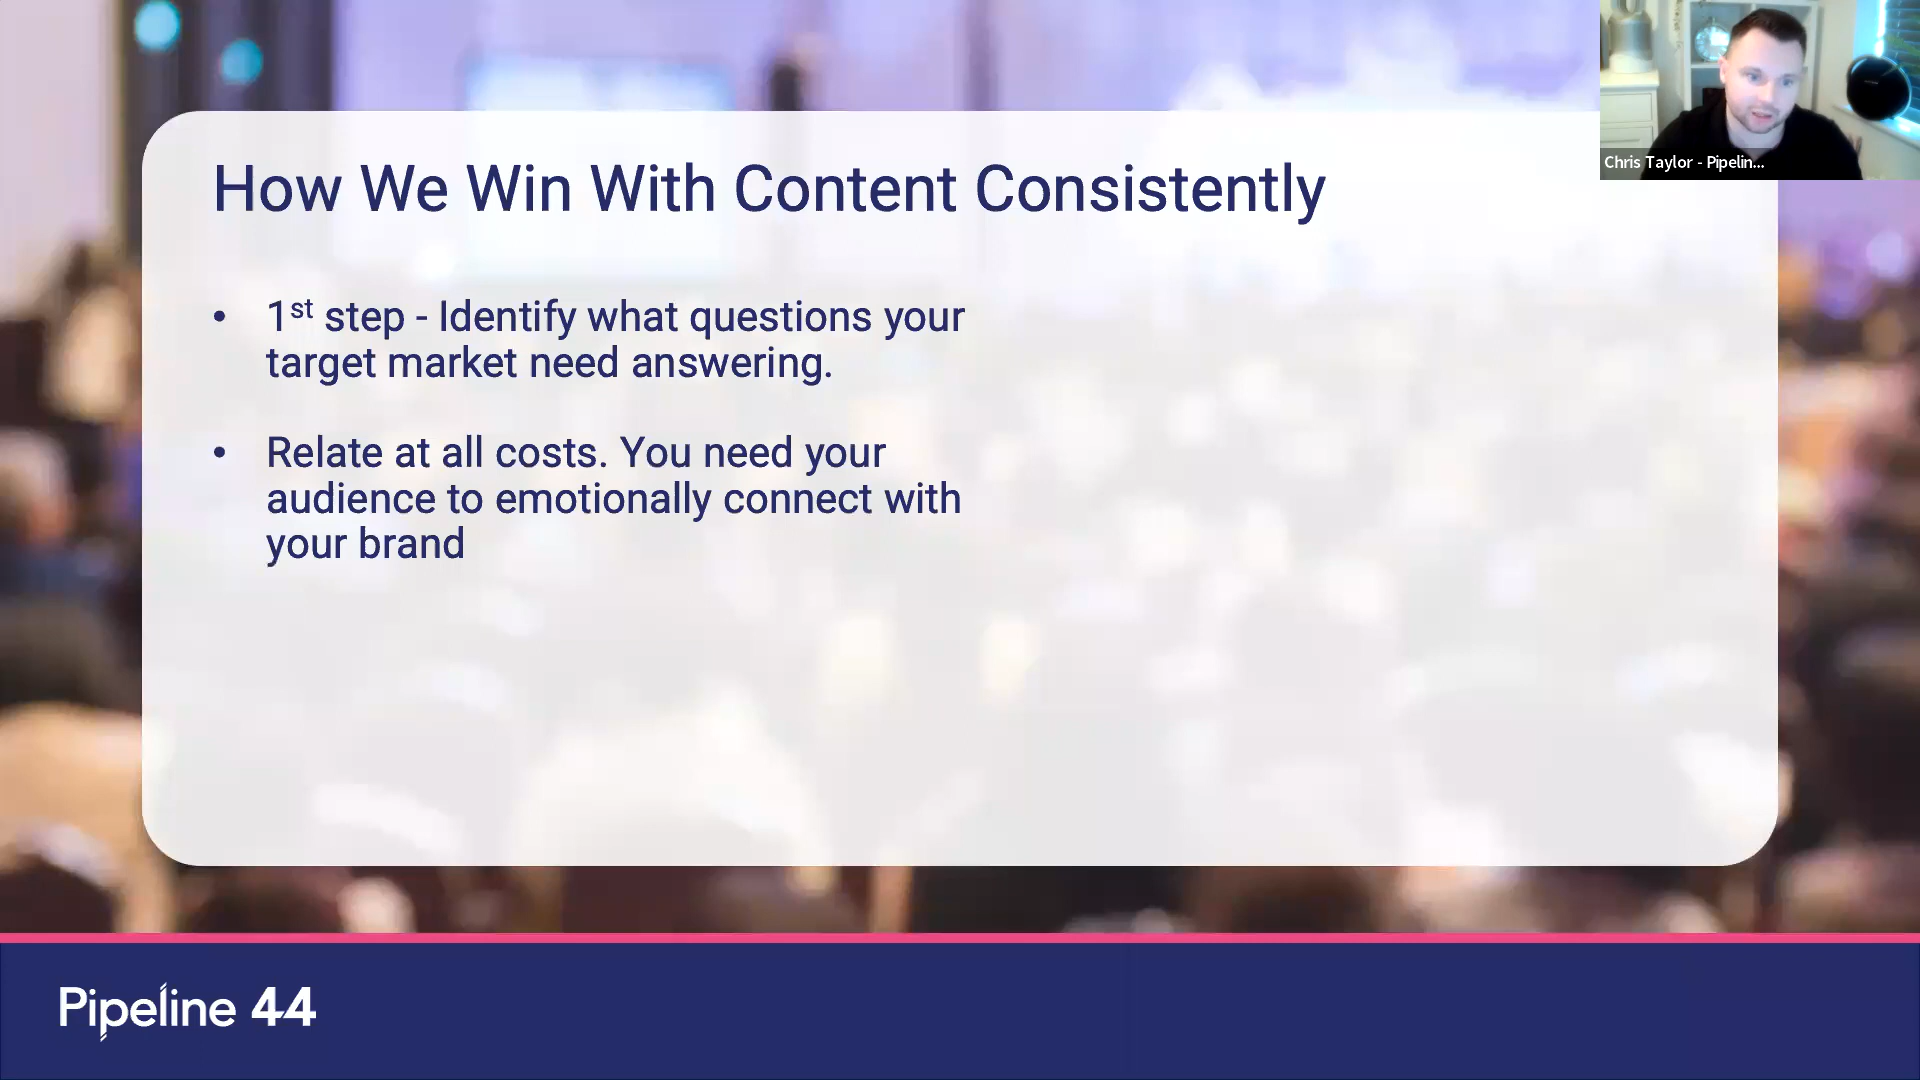 How We Win With Content Consistently
• 1st step - Identify what questions your
target market need answering.
• Relate at all costs. You need your
audience to emotionally connect with
your brand
Chris Taylor - Pipelin...
Pipeline 44